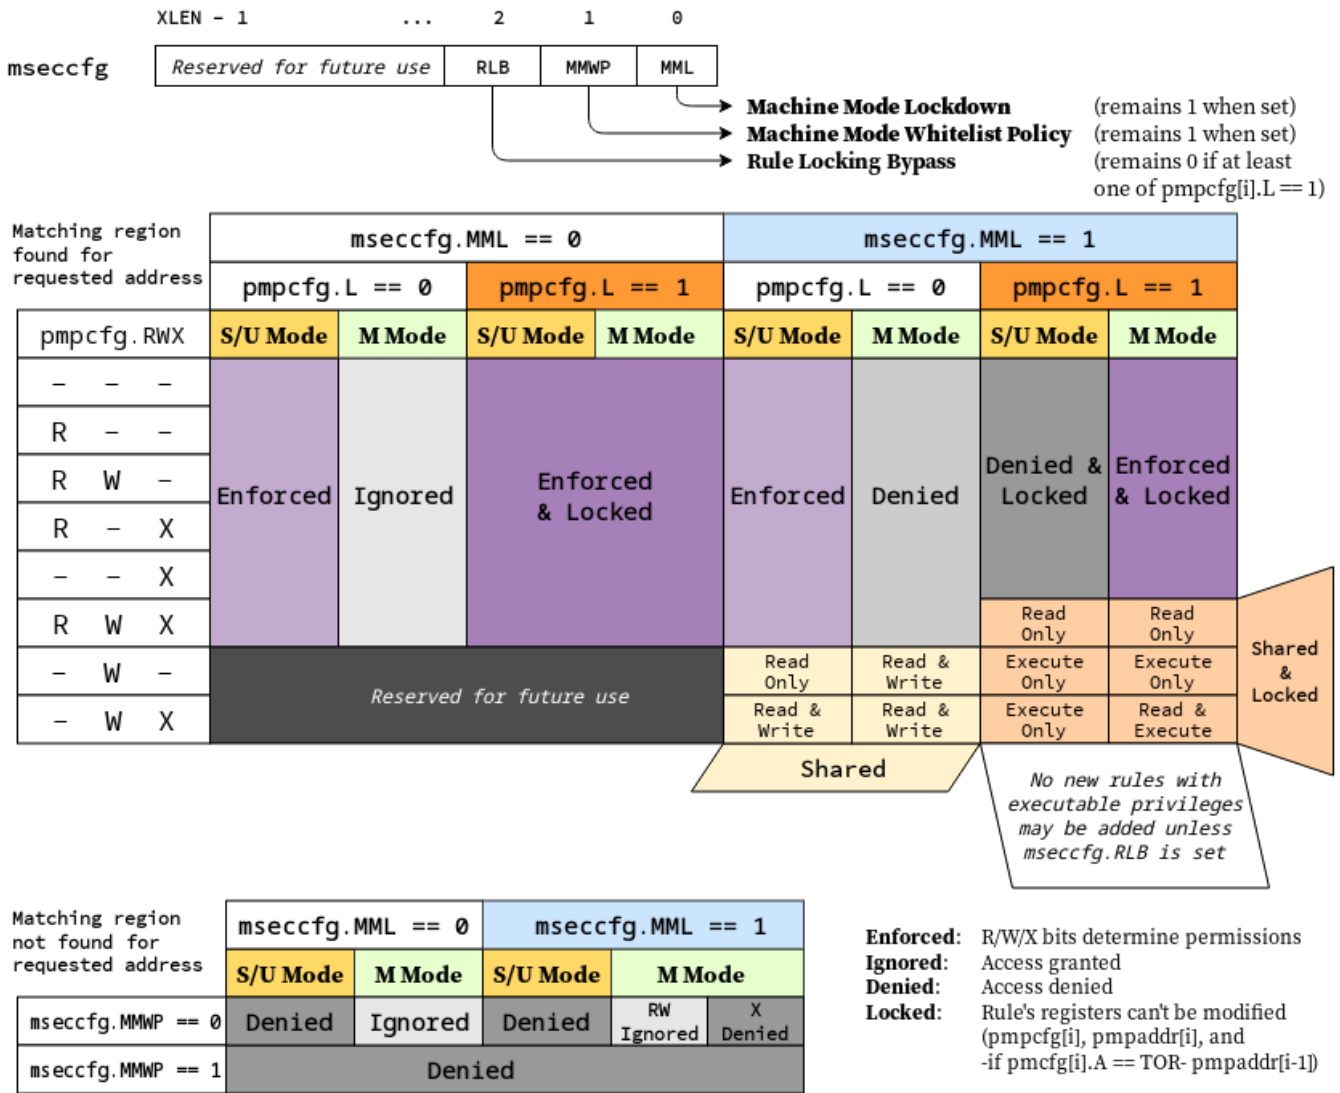 XLEN – 1 ... 2 1 0
mseccfg Reserved for future use RLB MMWP MML
Machine Mode Lockdown (remains 1 when set)
Machine Mode Whitelist Policy (remains 1 when set)
Rule Locking Bypass (remains 0 if at least
one of pmpcfg[i].L == 1)
Matching region
found for
requested address
mseccfg.MML == 0 mseccfg.MML == 1
pmpcfg.L == 0 pmpcfg.L == 1 pmpcfg.L == 0 pmpcfg.L == 1
pmpcfg.RWX S/U Mode M Mode S/U Mode M Mode S/U Mode M Mode S/U Mode M Mode
– – –
R – –
R W –
R – X
– – X
R W X
– W –
– W X
Enforced
Ignored
Enforced
& Locked
Enforced
Denied
Denied &
Locked
Enforced
& Locked
Read
Only
Read
Only
Reserved for future use
Read
Only
Read &
Write
Execute
Only
Execute
Only
Read &
Write
Read &
Write
Execute
Only
Read &
Execute
Shared
&
Locked
Shared
No new rules with
executable privileges
may be added unless
mseccfg.RLB is set
Matching region
not found for
requested address
mseccfg.MML == 0 mseccfg.MML == 1
S/U Mode M Mode S/U Mode M Mode
mseccfg.MMWP == 0 Denied Ignored Denied
RW
Ignored
X
Denied
mseccfg.MMWP == 1 Denied
Enforced: R/W/X bits determine permissions
Ignored: Access granted
Denied: Access denied
Locked: Rule's registers can't be modified
(pmpcfg[i], pmpaddr[i], and
-if pmcfg[i].A == TOR- pmpaddr[i-1])